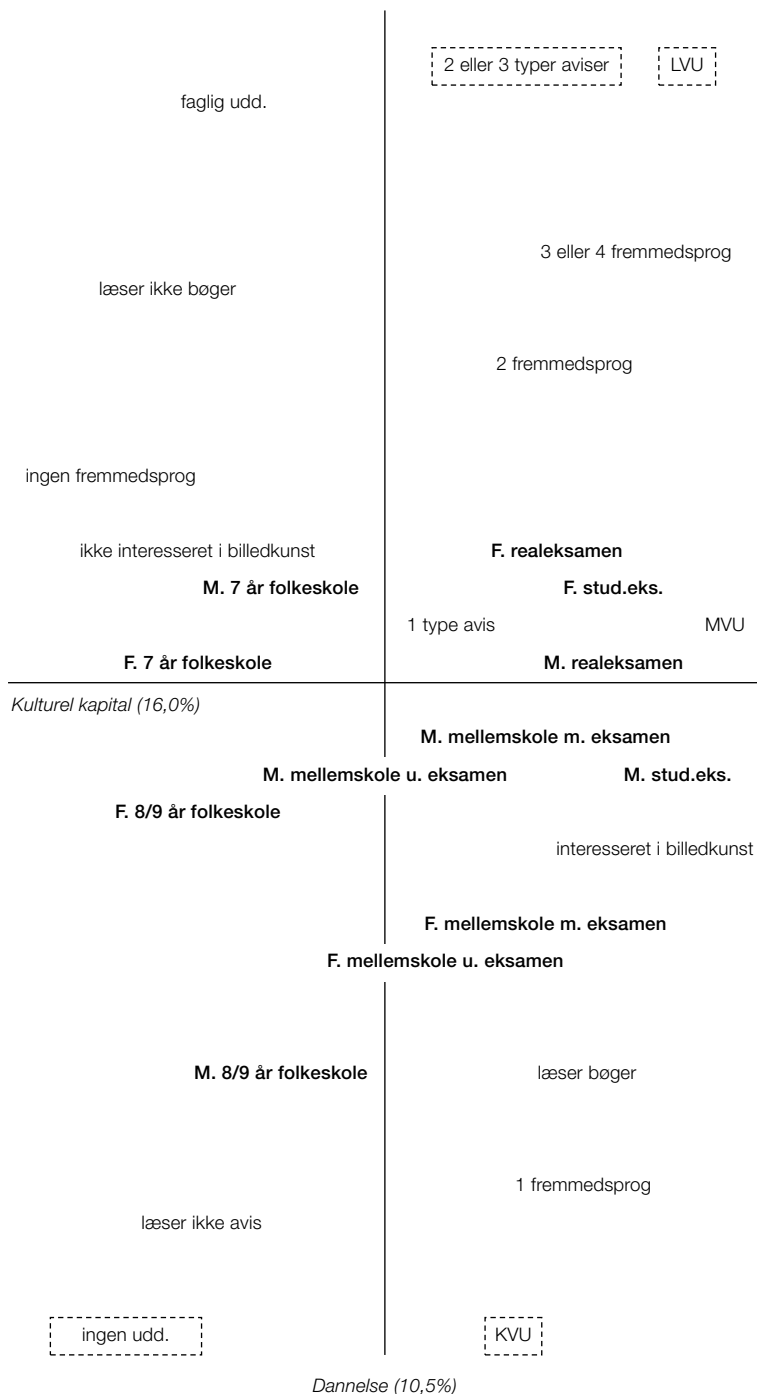 2 eller 3 typer aviser LVU
faglig udd.
3 eller 4 fremmedsprog
læser ikke bøger
2 fremmedsprog
ingen fremmedsprog
ikke interesseret i billedkunst F. realeksamen
M. 7 år folkeskole F. stud.eks.
1 type avis MVU
F. 7 år folkeskole M. realeksamen
Kulturel kapital (16,0%)
M. mellemskole m. eksamen
M. mellemskole u. eksamen M. stud.eks.
F. 8/9 år folkeskole
interesseret i billedkunst
F. mellemskole m. eksamen
F. mellemskole u. eksamen
M. 8/9 år folkeskole læser bøger
1 fremmedsprog
læser ikke avis
ingen udd. KVU
Dannelse (10,5%)